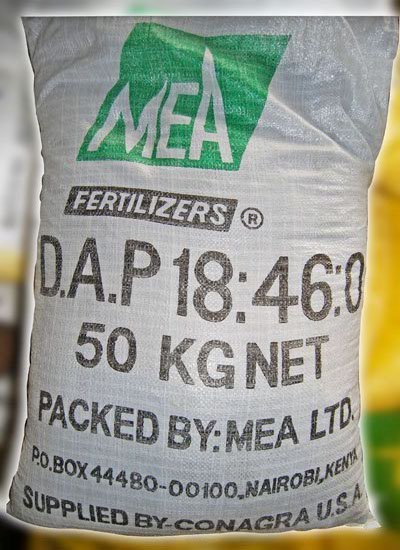 MEA
FERTILIZERS ®
D.A.P 18:46:0
50 KG NET
PACKED BY: MEA LTD.
P.O.BOX 44480-00100, NAIROBI, KENYA
SUPPLIED BY-CONAGRA U.S.A